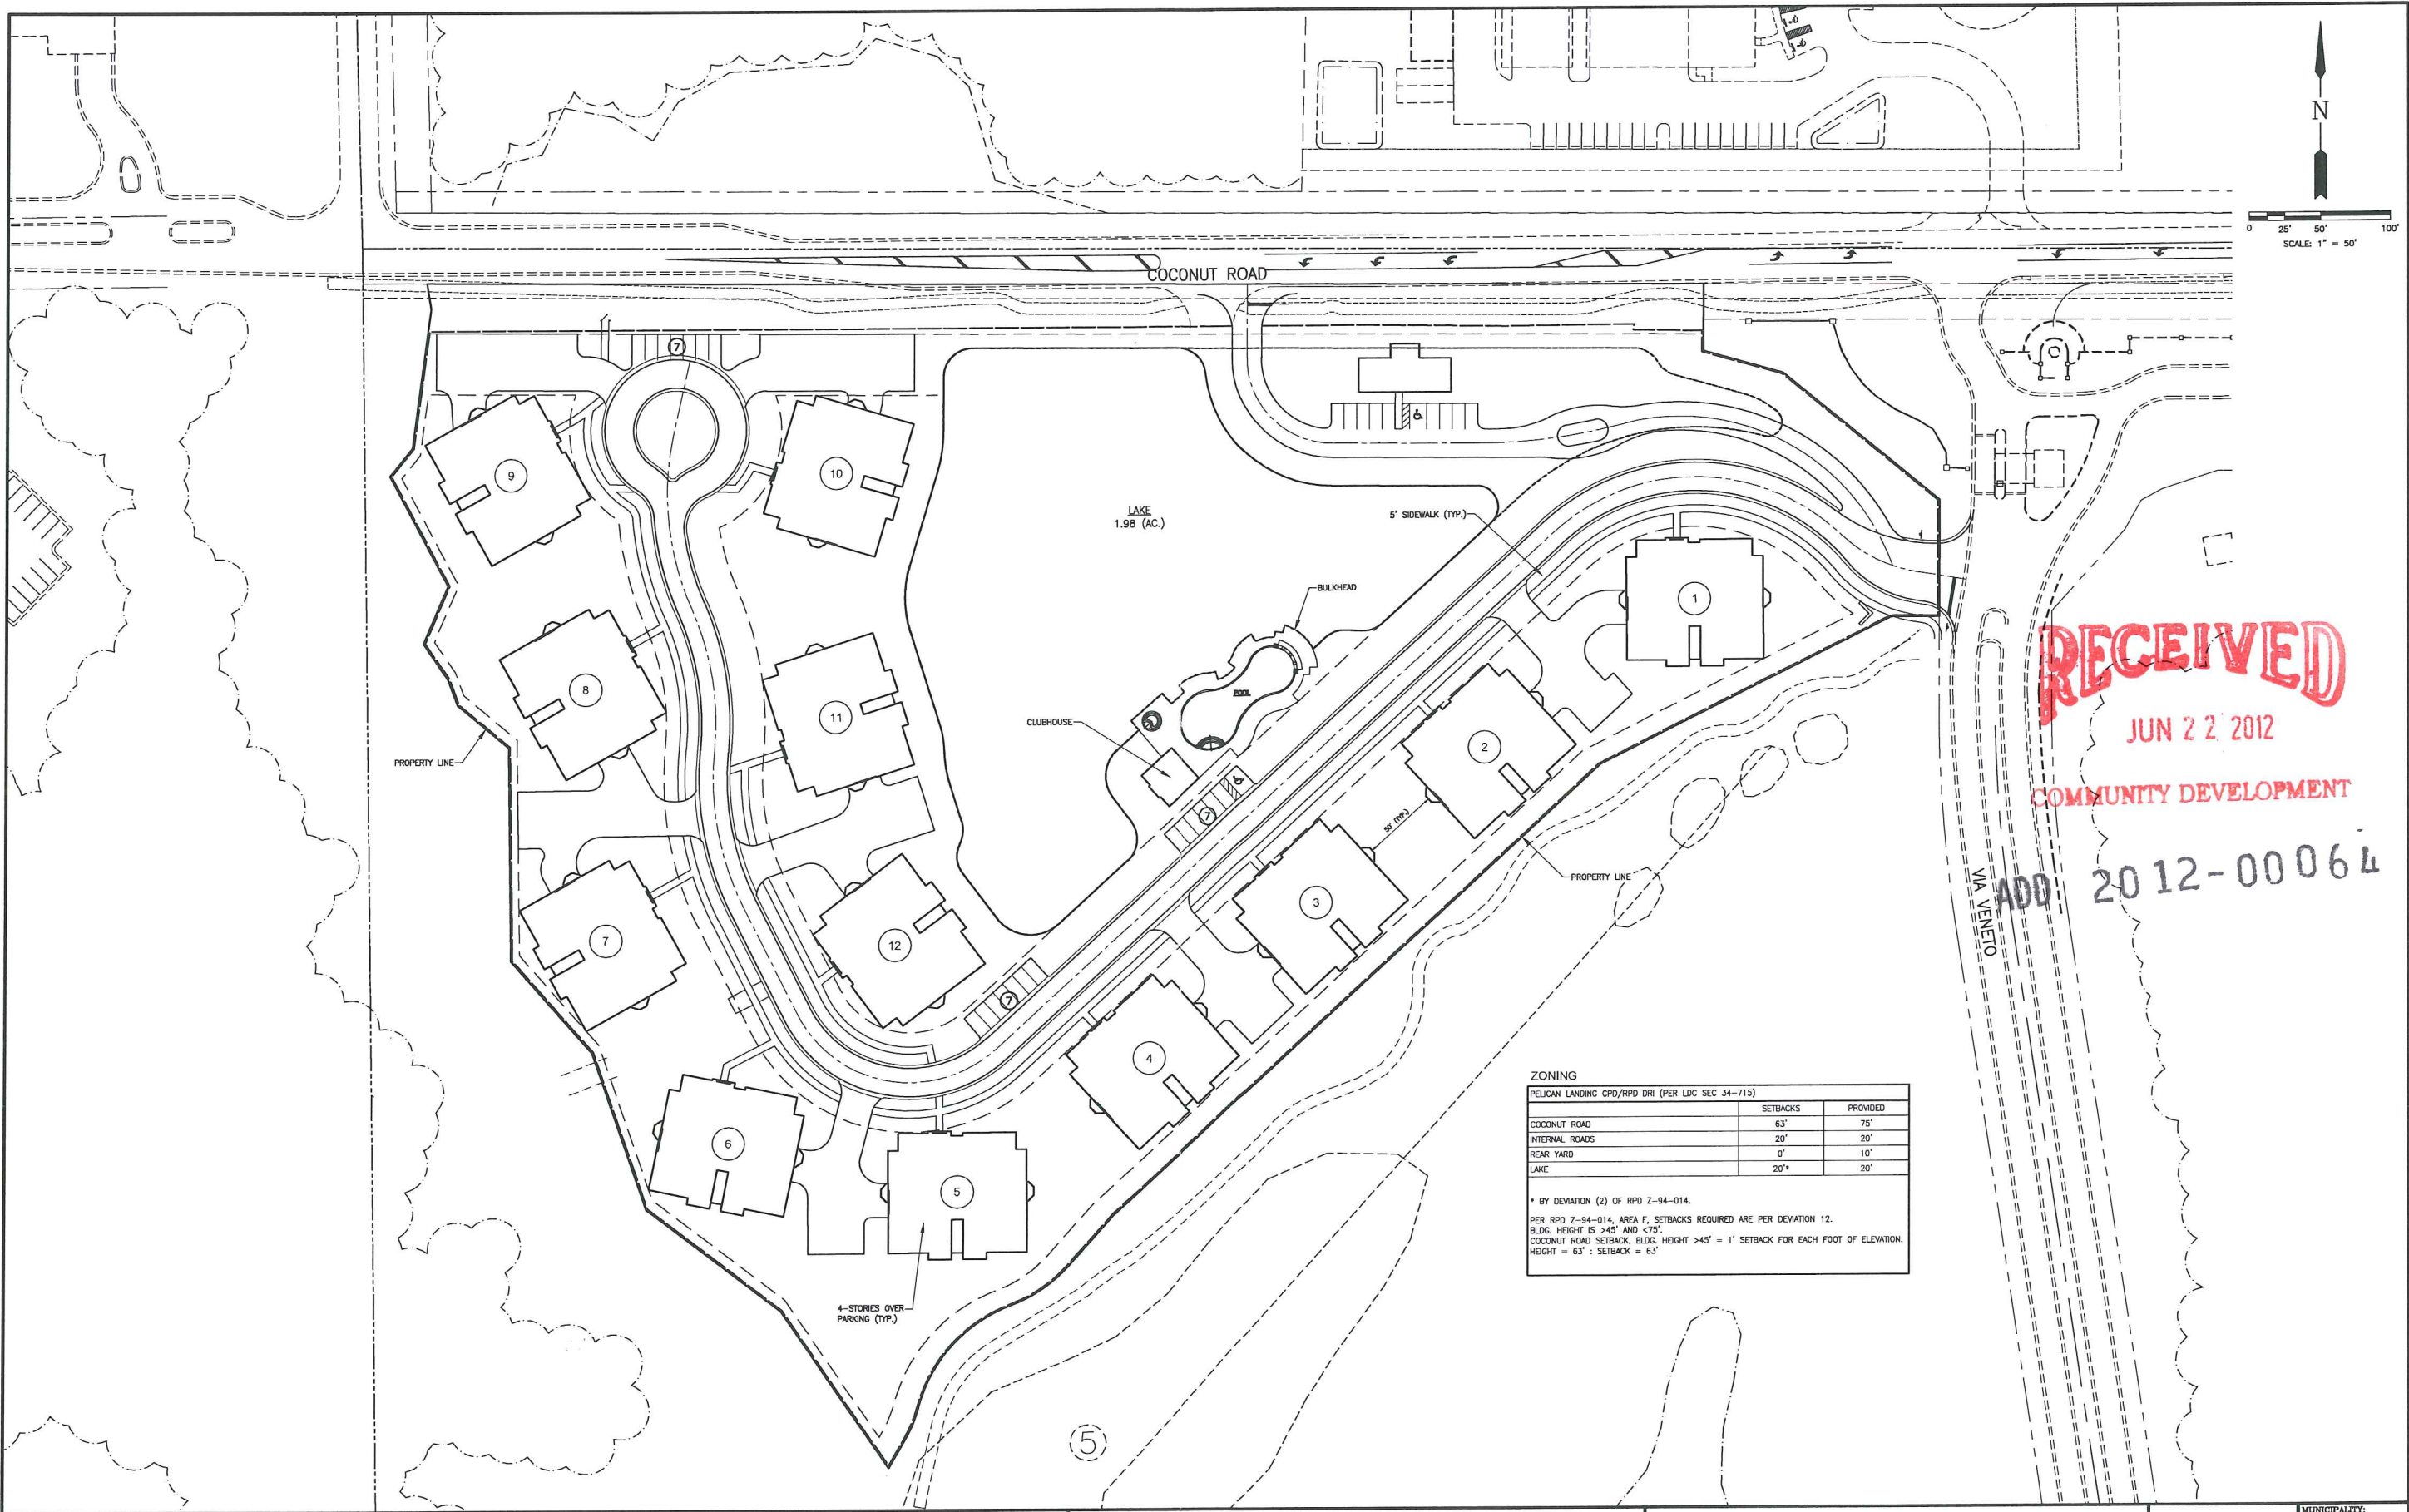 N
0 25' 50' 100'
SCALE: 1" = 50'
COCONUT ROAD
7
9
10
LAKE
1.98 (AC.)
5' SIDEWALK (TYP.)
BULKHEAD
1
8
11
POOL
CLUBHOUSE
2
PROPERTY LINE
7
50' (TYP.)
3
PROPERTY LINE
7
12
7
4
6
5
4-STORIES OVER
PARKING (TYP.)
5
VIA VENETO
RECEIVED
JUN 22 2012
COMMUNITY DEVELOPMENT
ADD 2012-00064
ZONING
PELICAN LANDING CPD/RPD DRI (PER LDC SEC 34-715)
SETBACKS PROVIDED
COCONUT ROAD 63' 75'
INTERNAL ROADS 20' 20'
REAR YARD 0' 10'
LAKE 20'* 20'
* BY DEVIATION (2) OF RPD Z-94-014.
PER RPD Z-94-014, AREA F, SETBACKS REQUIRED ARE PER DEVIATION 12.
BLDG. HEIGHT IS >45' AND <75'.
COCONUT ROAD SETBACK, BLDG. HEIGHT >45' = 1' SETBACK FOR EACH FOOT OF ELEVATION.
HEIGHT = 63' : SETBACK = 63'
MUNICIPALITY: